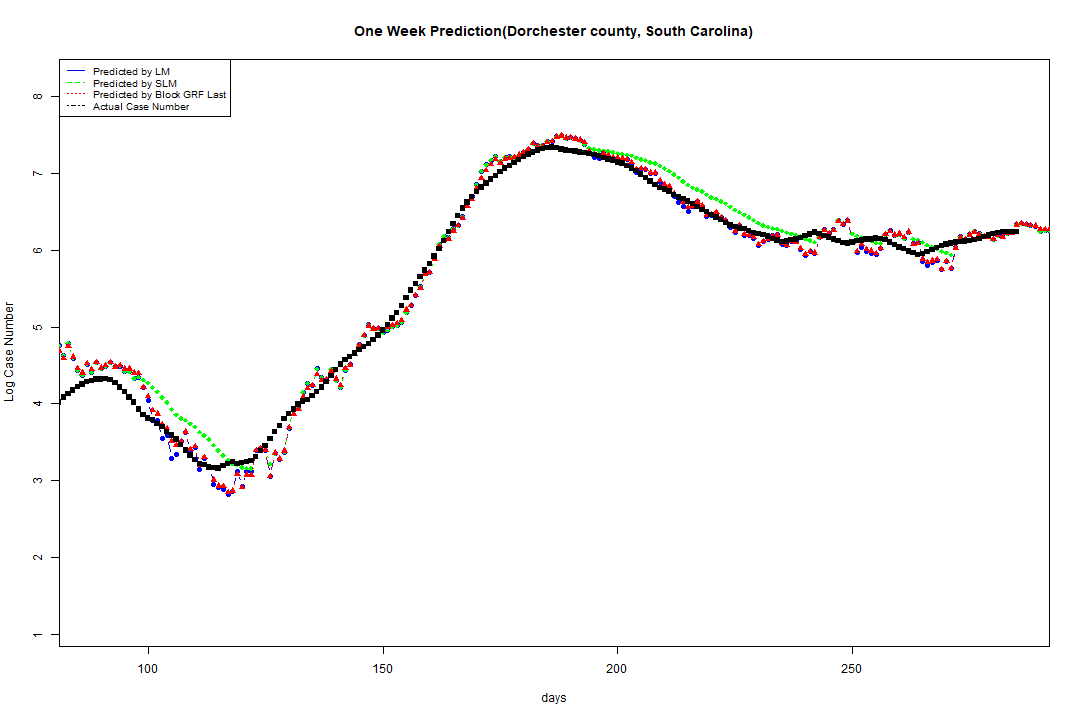 One Week Prediction(Dorchester county, South Carolina)
Predicted by LM
Predicted by SLM
Predicted by Block GRF Last
Actual Case Number
8
7
6
5
4
3
2
1
Log Case Number
100 150 200 250
days